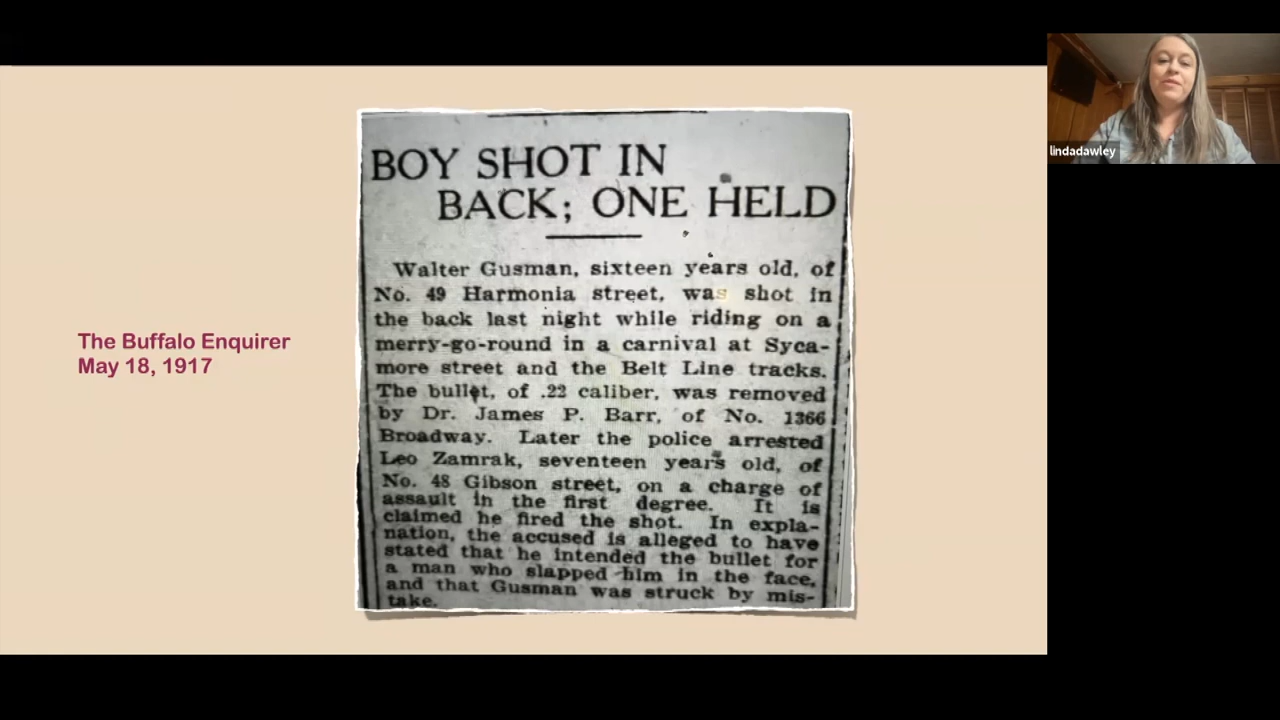 The Buffalo Enquirer
May 18, 1917
BOY SHOT IN
BACK; ONE HELD
Walter Gusman, sixteen years old, of
No. 49 Harmonia street, was shot in
the back last night while riding on a
merry-go-round in a carnival at Syca-
more street and the Belt Line tracks.
The bullet, of .22 caliber, was removed
by Dr. James P. Barr, of No. 1366
Broadway. Later the police arrested
Leo Zamrak, seventeen years old, of
No. 48 Gibson street, on a charge of
assault in the first degree. It is
claimed he fired the shot. In expla-
nation, the accused is alleged to have
stated that he intended the bullet for
a man who slapped him in the face,
and that Gusman was struck by mis-
take.
lindadawley